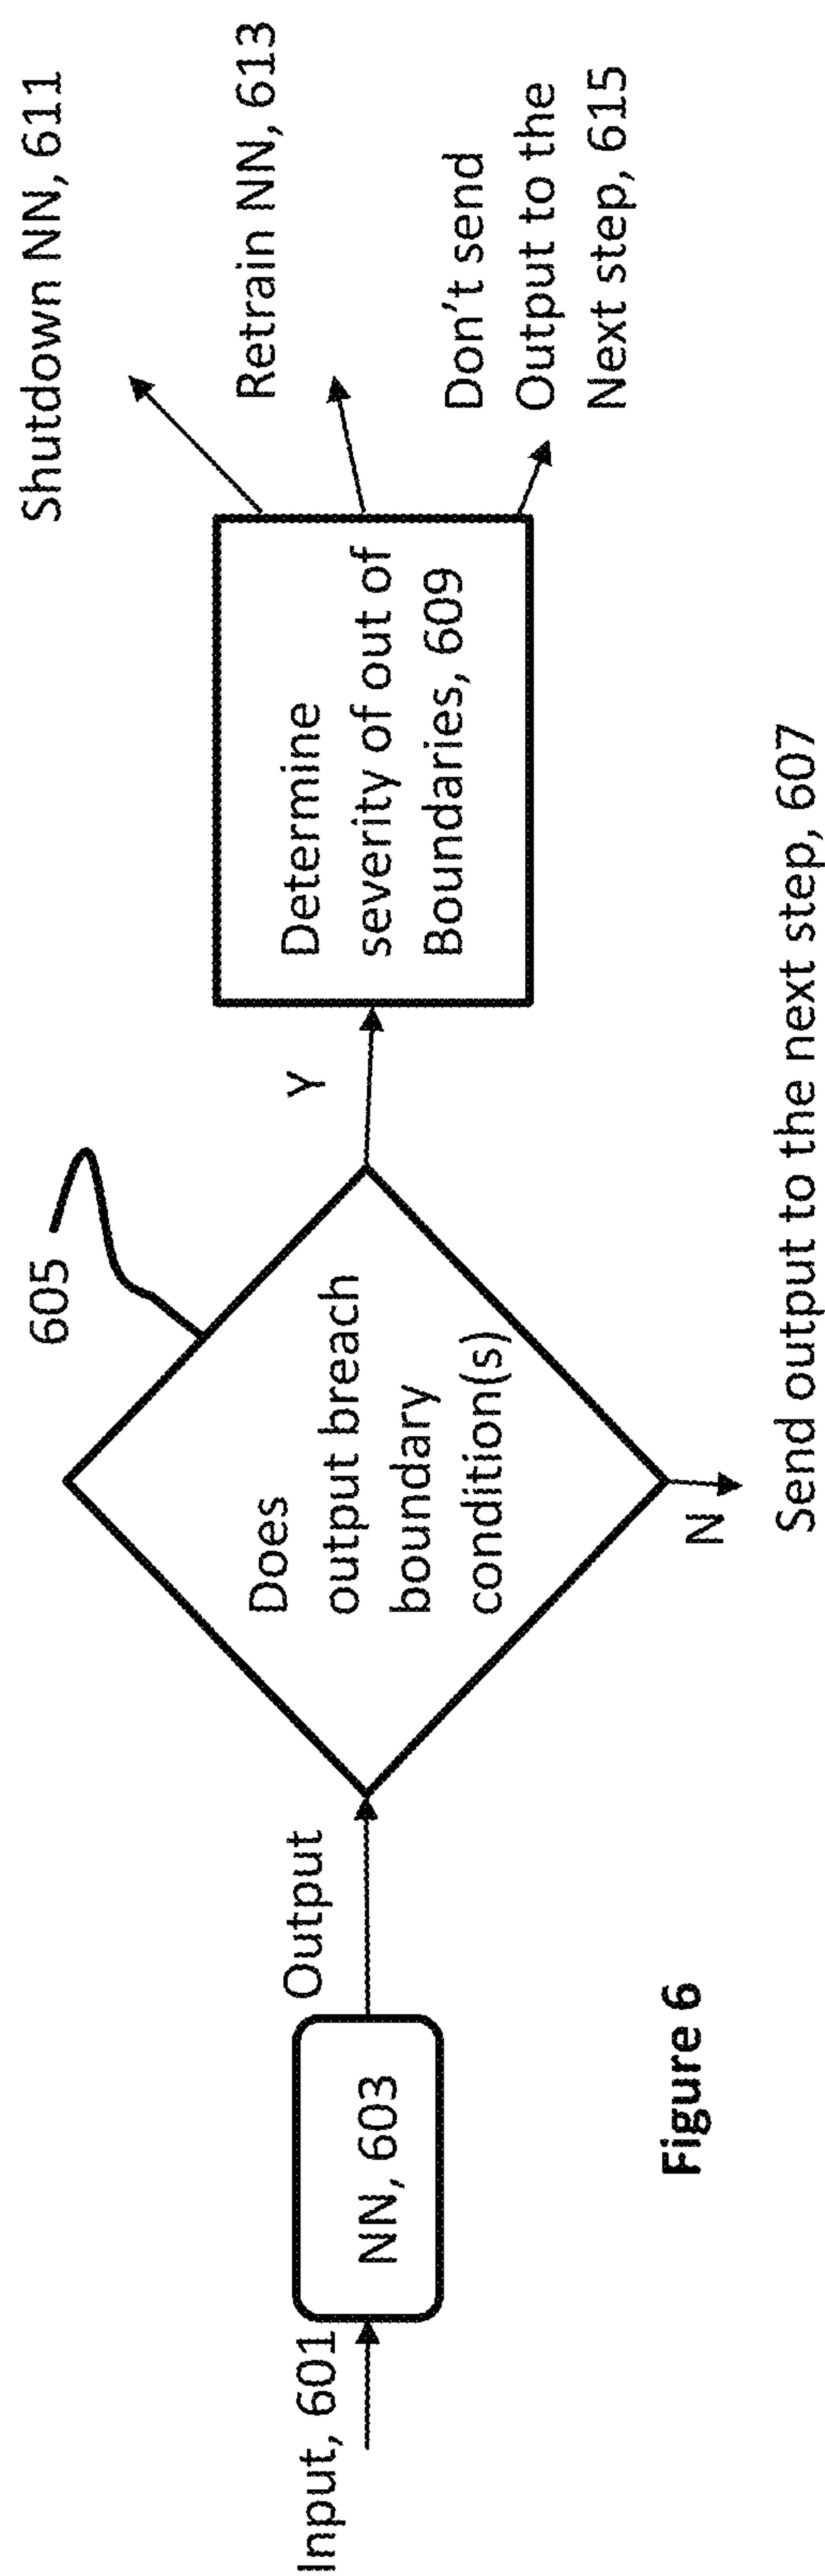 Input, 601
NN, 603
Output
605
Does
output breach
boundary
condition(s)
Y
N
Send output to the next step, 607
Determine
severity of out of
Boundaries, 609
Shutdown NN, 611
Retrain NN, 613
Don't send
Output to the
Next step, 615
Figure 6